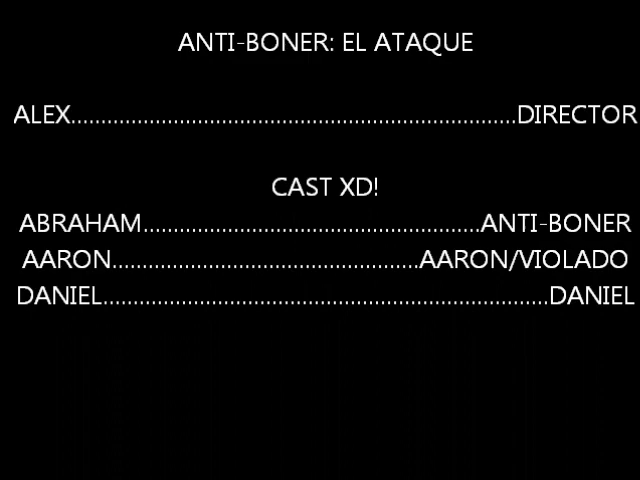 ANTI-BONER: EL ATAQUE
ALEX...........................................................................DIRECTOR
CAST XD!
ABRAHAM.........................................................ANTI-BONER
AARON....................................................AARON/VIOLADO
DANIEL...........................................................................DANIEL